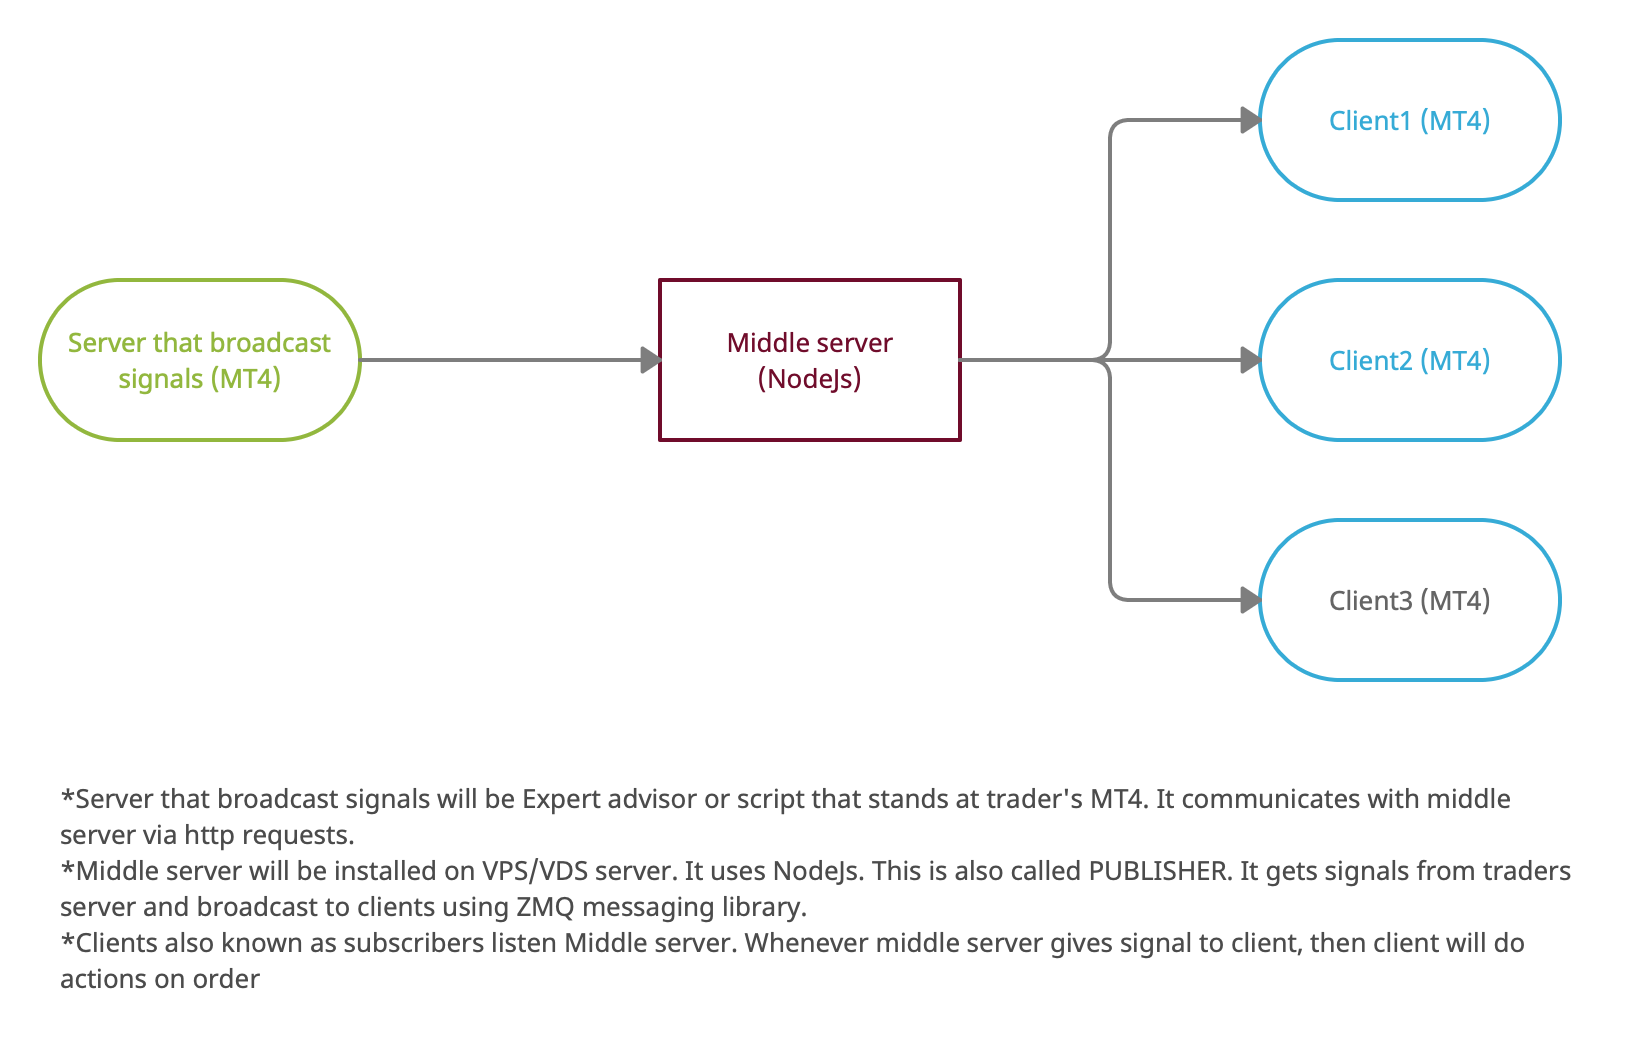 Client1 (MT4)
Server that broadcast
signals (MT4)
Middle server
(NodeJs)
Client2 (MT4)
Client3 (MT4)
*Server that broadcast signals will be Expert advisor or script that stands at trader's MT4. It communicates with middle
server via http requests.
*Middle server will be installed on VPS/VDS server. It uses NodeJs. This is also called PUBLISHER. It gets signals from traders
server and broadcast to clients using ZMQ messaging library.
*Clients also known as subscribers listen Middle server. Whenever middle server gives signal to client, then client will do
actions on order